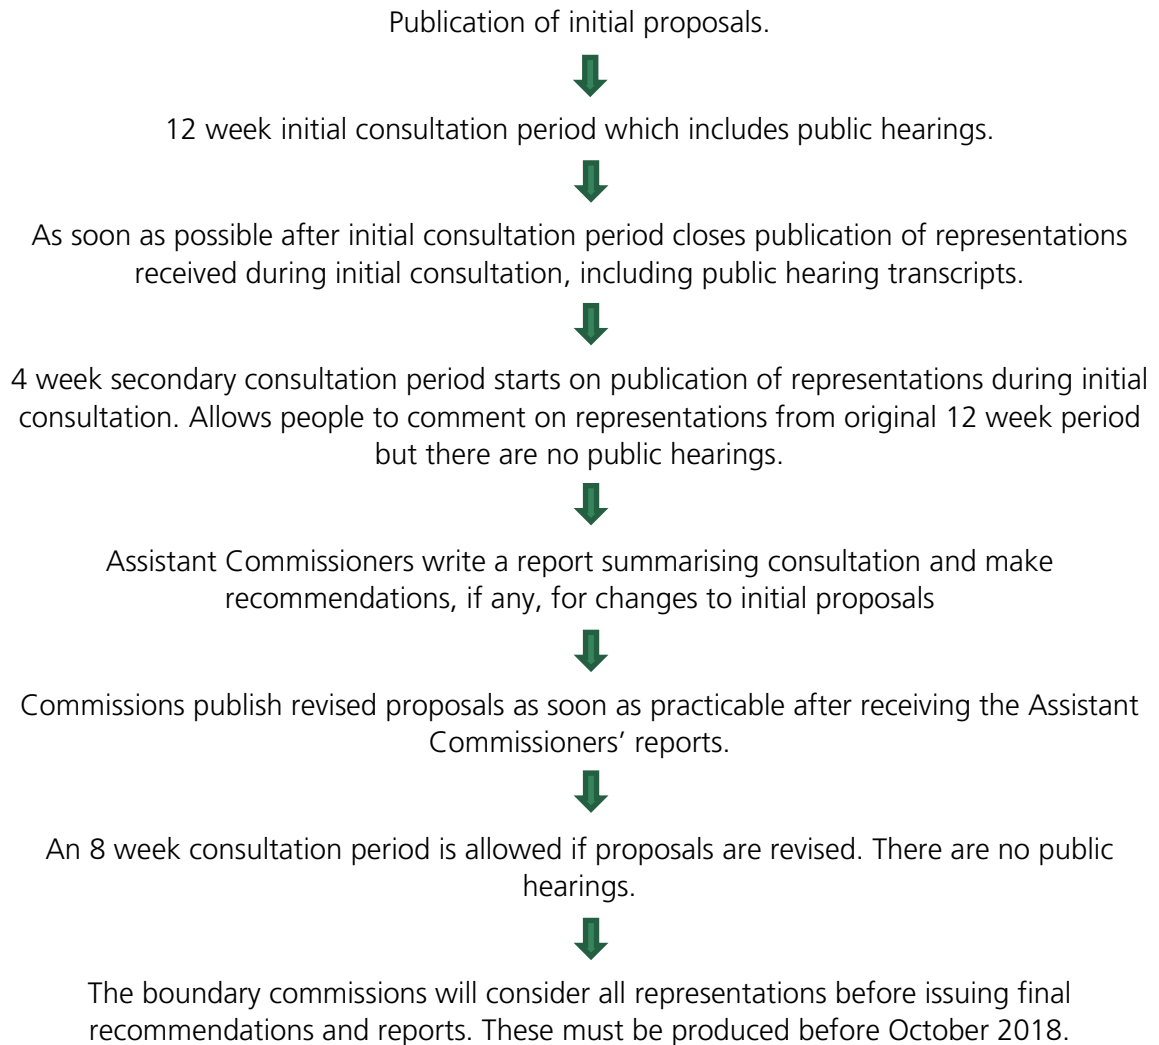 Publication of initial proposals.
12 week initial consultation period which includes public hearings.
As soon as possible after initial consultation period closes publication of representations
received during initial consultation, including public hearing transcripts.
4 week secondary consultation period starts on publication of representations during initial
consultation. Allows people to comment on representations from original 12 week period
but there are no public hearings.
Assistant Commissioners write a report summarising consultation and make
recommendations, if any, for changes to initial proposals
Commissions publish revised proposals as soon as practicable after receiving the Assistant
Commissioners’ reports.
An 8 week consultation period is allowed if proposals are revised. There are no public
hearings.
The boundary commissions will consider all representations before issuing final
recommendations and reports. These must be produced before October 2018.